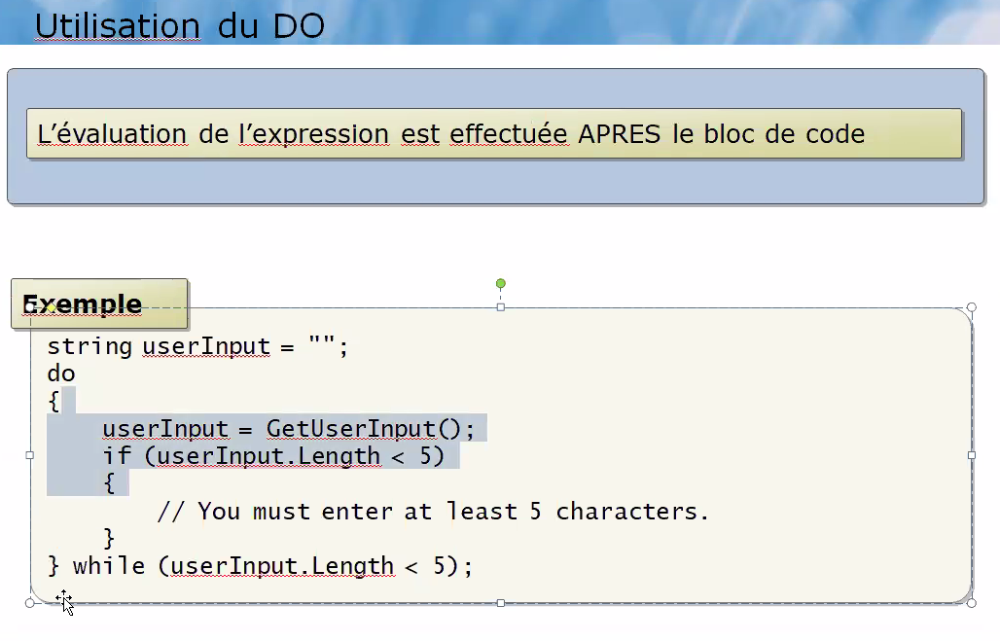 Utilisation du DO
L’évaluation de l’expression est effectuée APRES le bloc de code
Exemple
string userInput = "";
do
{
    userInput = GetUserInput();
    if (userInput.Length < 5)
    {
        // You must enter at least 5 characters.
    }
} while (userInput.Length < 5);